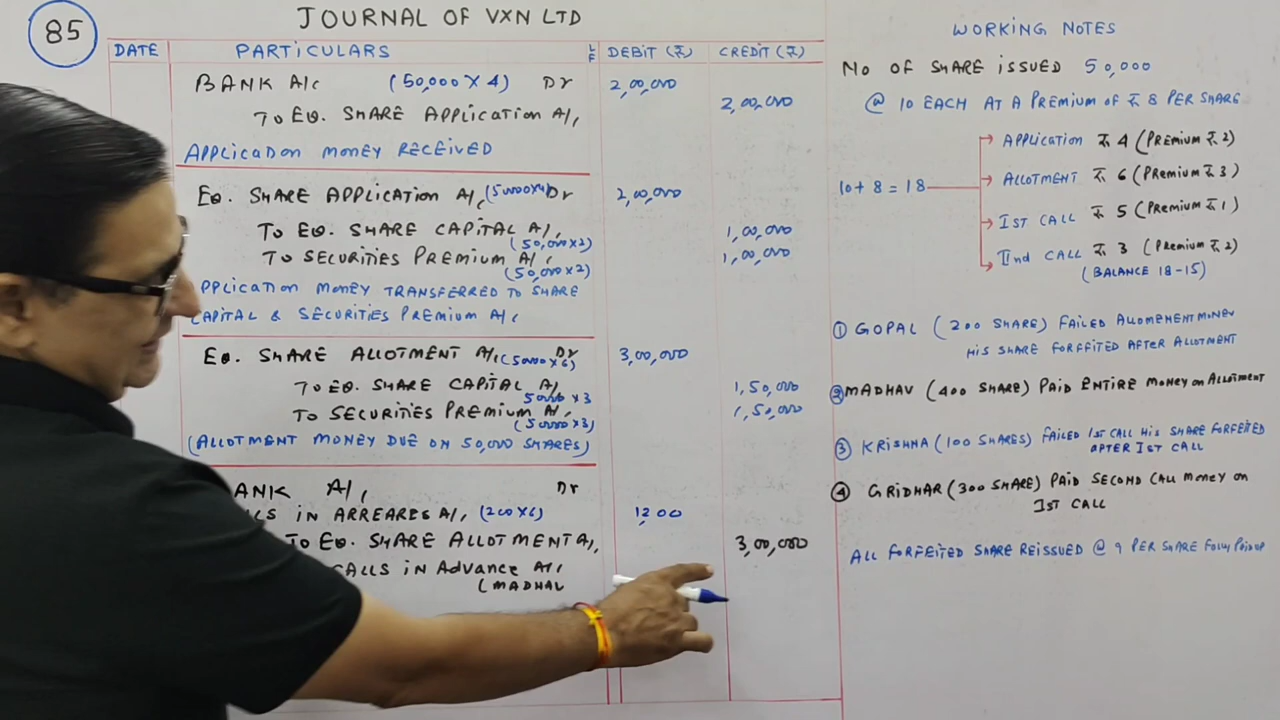 85
JOURNAL OF VXN LTD
DATE PARTICULARS LF DEBIT (₹) CREDIT (₹)
BANK A/c (50,000 X 4) Dr 2,00,000
TO EQ. SHARE APPLICATION A/c 2,00,000
APPLICATION MONEY RECEIVED
EQ. SHARE APPLICATION A/c (50000x4) Dr 2,00,000
TO EQ. SHARE CAPITAL A/c 1,00,000
(50,000x2)
TO SECURITIES PREMIUM A/c 1,00,000
(50,000x2)
PPLICATION MONEY TRANSFERRED TO SHARE
CAPITAL & SECURITIES PREMIUM A/c
EQ. SHARE ALLOTMENT A/c (50000x6) Dr 3,00,000
TO EQ. SHARE CAPITAL A/c 1,50,000
50000 x3
TO SECURITIES PREMIUM A/c 1,50,000
(50000x3)
(ALLOTMENT MONEY DUE ON 50,000 SHARES)
ANK A/c Dr
LS IN ARREARES A/c (200x6) 1,200
TO EQ. SHARE ALLOTMENT A/c 3,00,000
CALLS IN Advance A/c
(MADHAV
WORKING NOTES
NO OF SHARE ISSUED 50,000
@ 10 EACH AT A PREMIUM OF ₹ 8 PER SHARE
10 + 8 = 18
APPLICATION ₹ 4 (PREMIUM ₹ 2)
ALLOTMENT ₹ 6 (PREMIUM ₹ 3)
IST CALL ₹ 5 (PREMIUM ₹ 1)
IInd CALL ₹ 3 (PREMIUM ₹ 2)
(BALANCE 18-15)
① GOPAL (200 SHARE) FAILED MONEY
HIS SHARE FORFEITED AFTER ALLOTMENT
② MADHAV (400 SHARE) PAID ENTIRE MONEY ON ALLOTMENT
③ KRISHNA (100 SHARES) FAILED IST CALL HIS SHARE FORFEITED
AFTER IST CALL
④ GRIDHAR (300 SHARE) PAID SECOND CALL MONEY ON
IST CALL
ALL FORFEITED SHARE REISSUED @ 9 PER SHARE FULLY PAID UP